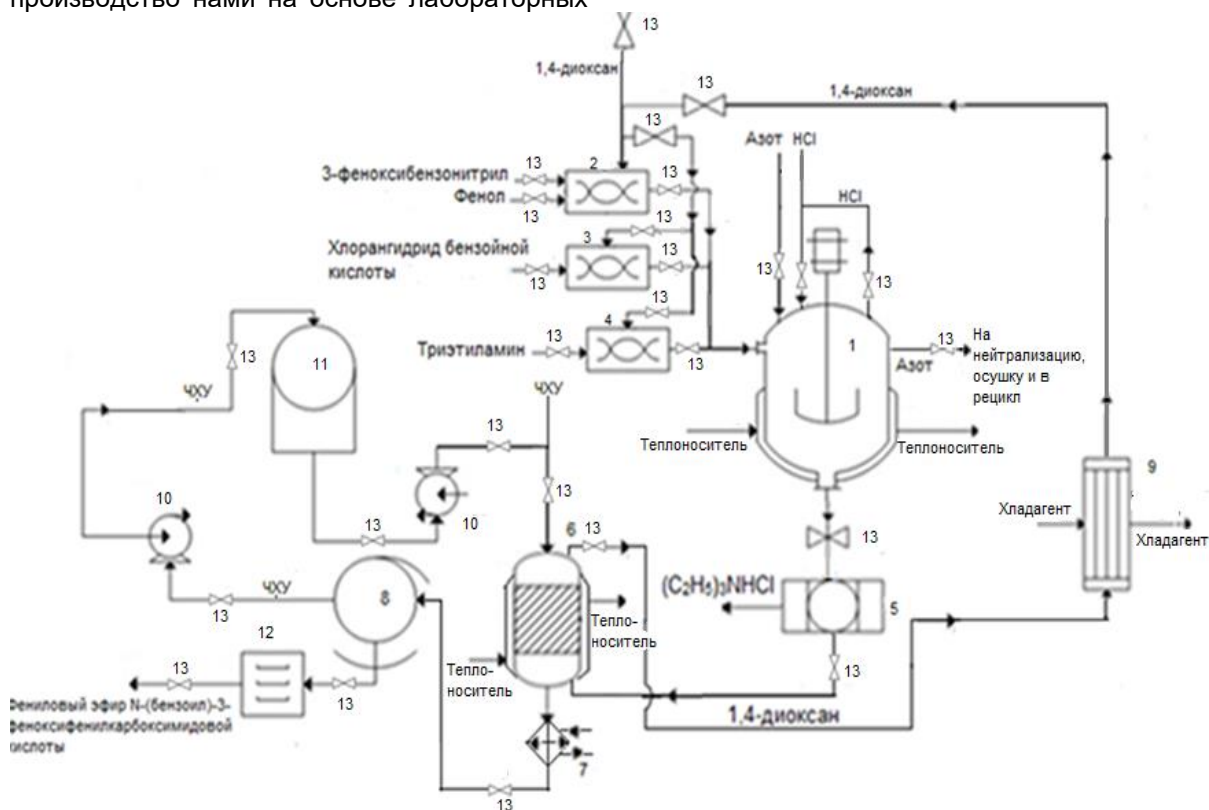 производство нами на основе лабораторных
13
1,4-диоксан
13
1,4-диоксан
13
Азот HCl
13
2
13
3-феноксибензонитрил
Фенол
13
HCl
13
3
Хлорангидрид бензойной
кислоты
13
13
13
13
13
4
13
Триэтиламин
13
1
13
На
нейтрализацию,
осушку и в
рецикл
Азот
11
13
ЧХУ
ЧХУ
13
Теплоноситель
Теплоноситель
9
10
13
10
13
Хладагент
Хладагент
6
13
13
(C2H5)3NHCl
5
8
Тепло-
носитель
ЧХУ
13
12
13
13
Тепло-
носитель
13
1,4-диоксан
Фениловый эфир N-(бензоил)-3-
феноксифенилкарбоксимидовой
кислоты
7
13